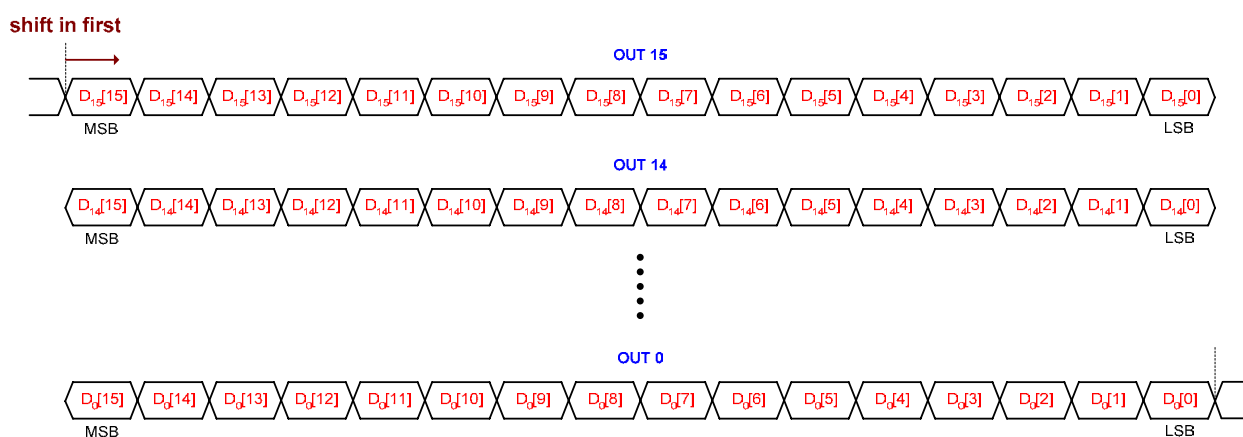 shift in first
OUT 15
D₁₅[15] D₁₅[14] D₁₅[13] D₁₅[12] D₁₅[11] D₁₅[10] D₁₅[9] D₁₅[8] D₁₅[7] D₁₅[6] D₁₅[5] D₁₅[4] D₁₅[3] D₁₅[2] D₁₅[1] D₁₅[0]
MSB LSB
OUT 14
D₁₄[15] D₁₄[14] D₁₄[13] D₁₄[12] D₁₄[11] D₁₄[10] D₁₄[9] D₁₄[8] D₁₄[7] D₁₄[6] D₁₄[5] D₁₄[4] D₁₄[3] D₁₄[2] D₁₄[1] D₁₄[0]
MSB LSB
OUT 0
D₀[15] D₀[14] D₀[13] D₀[12] D₀[11] D₀[10] D₀[9] D₀[8] D₀[7] D₀[6] D₀[5] D₀[4] D₀[3] D₀[2] D₀[1] D₀[0]
MSB LSB